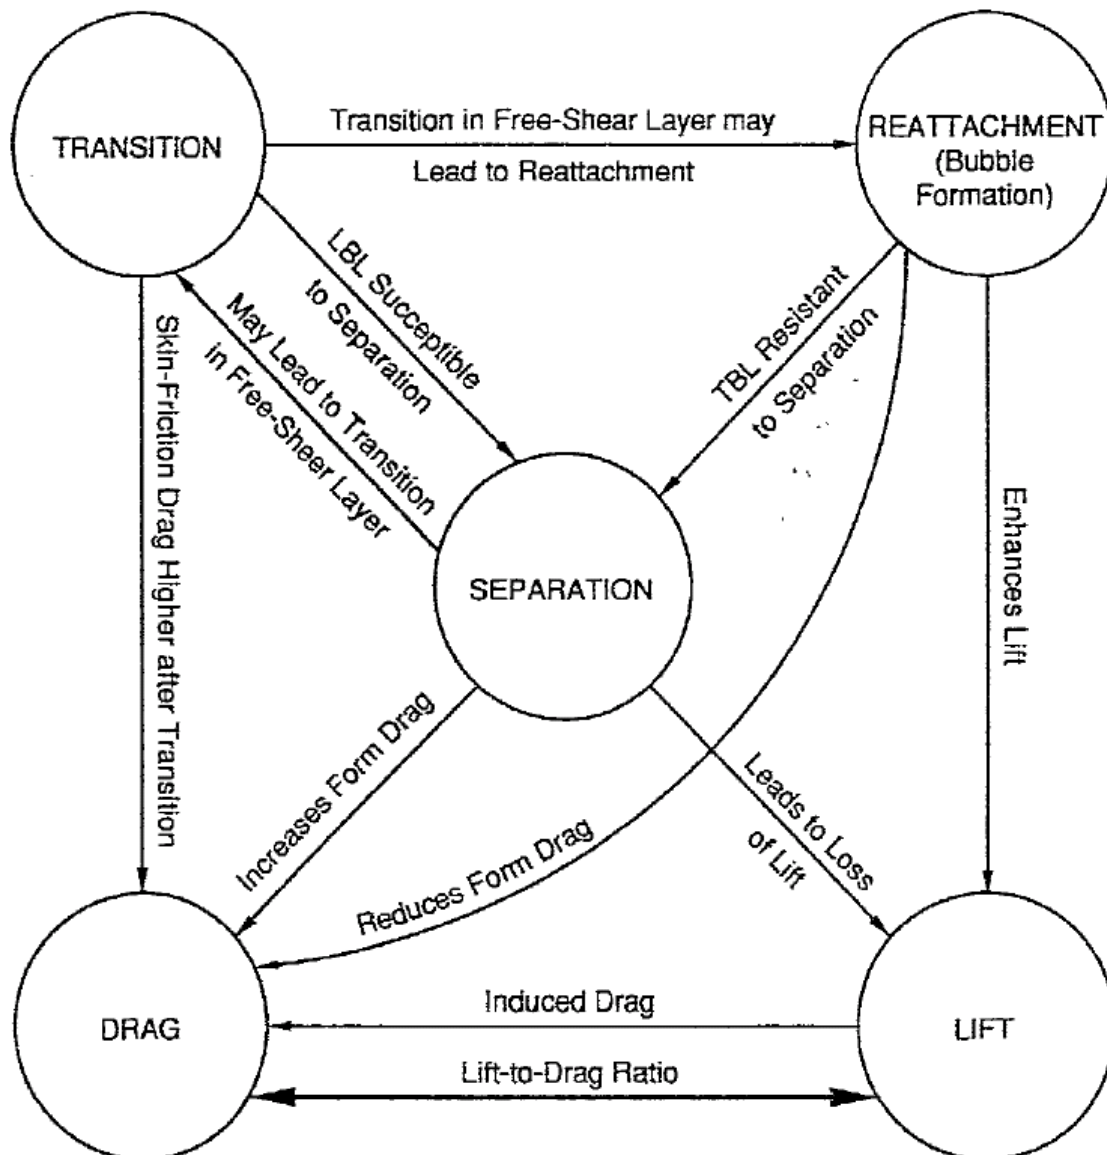 TRANSITION
Transition in Free-Shear Layer may
Lead to Reattachment
REATTACHMENT
(Bubble
Formation)
LBL Succeptible
to Separation
May Lead to Transition
in Free-Sheer Layer
TBL Resistant
to Separation
Skin-Friction Drag Higher after Transition
Enhances Lift
SEPARATION
Increases Form Drag
Reduces Form Drag
Leads to Loss
of Lift
DRAG
Induced Drag
Lift-to-Drag Ratio
LIFT